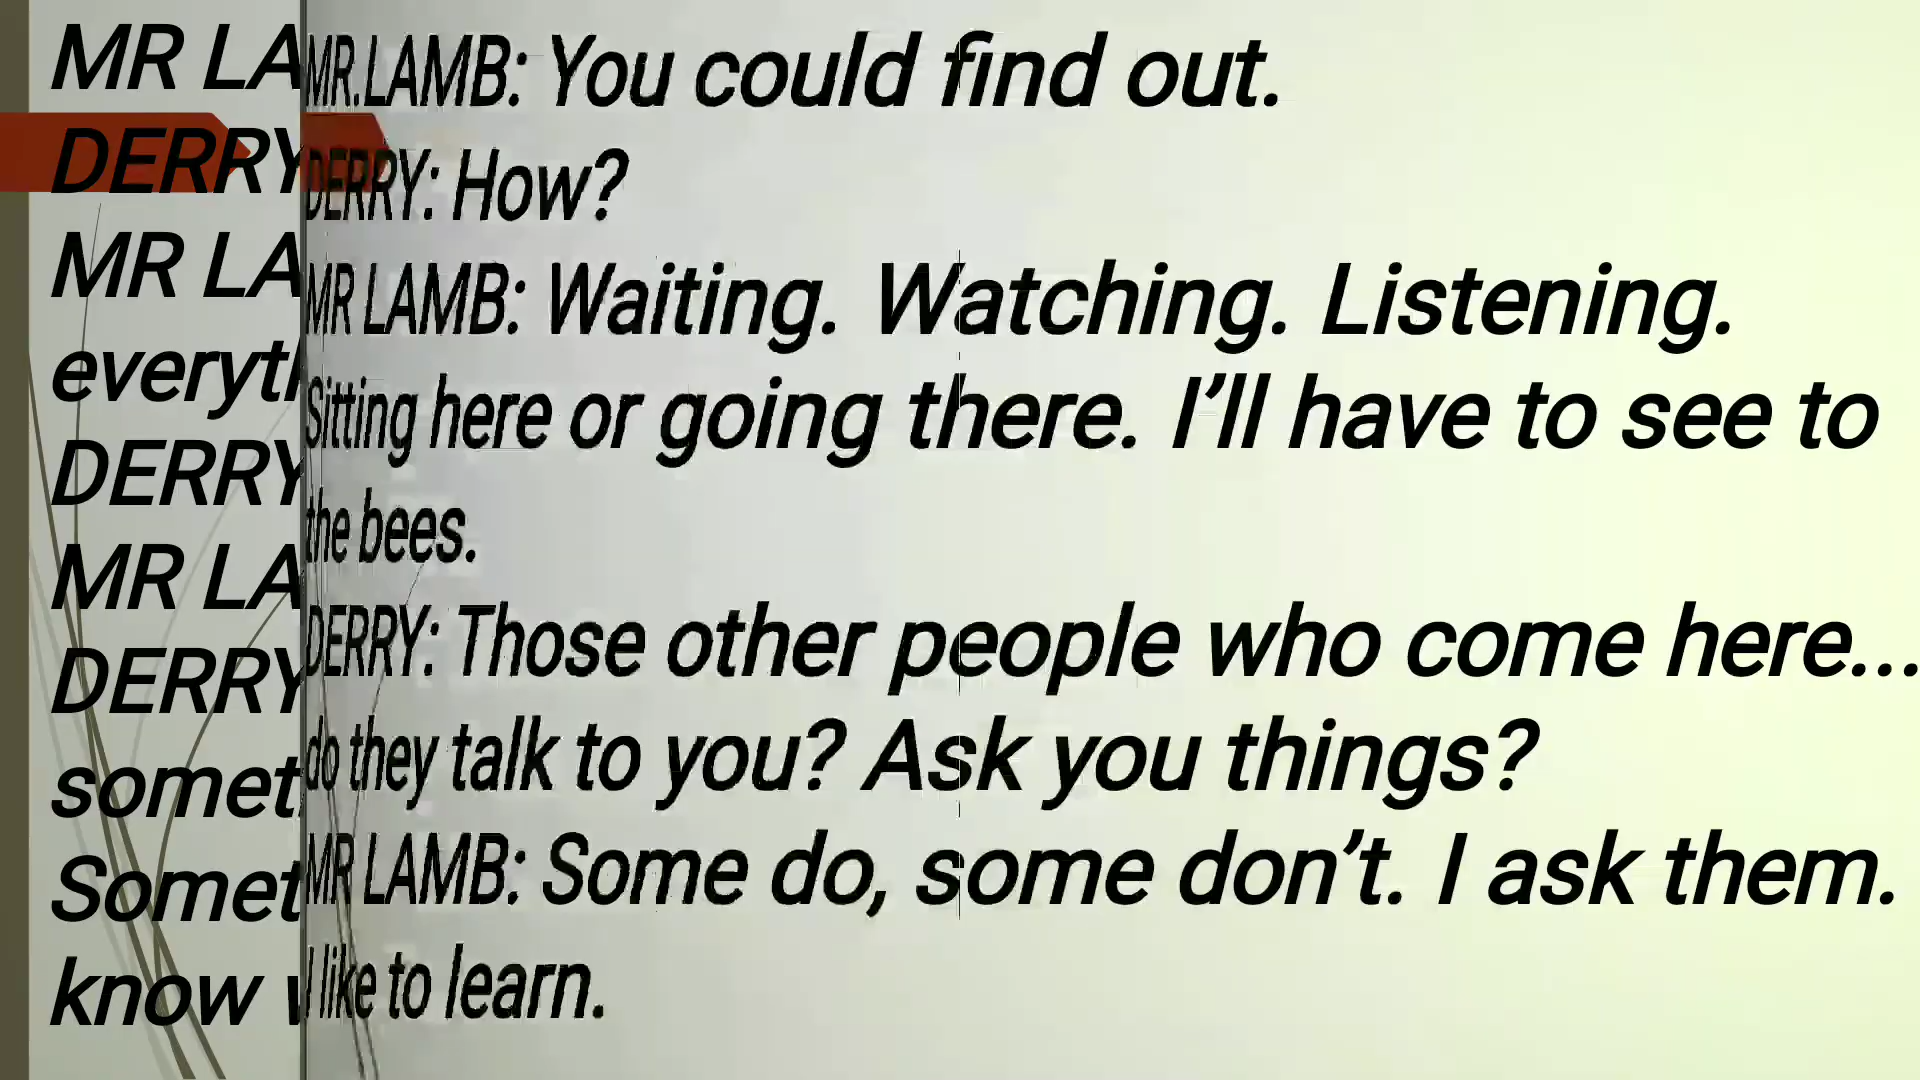 MR LA
DERRY
MR LA
everyth
DERRY
MR LA
DERRY
somet
Somet
know
MR.LAMB: You could find out.
DERRY: How?
MR LAMB: Waiting. Watching. Listening.
Sitting here or going there. I’ll have to see to
the bees.
DERRY: Those other people who come here...
do they talk to you? Ask you things?
MR LAMB: Some do, some don’t. I ask them.
I like to learn.